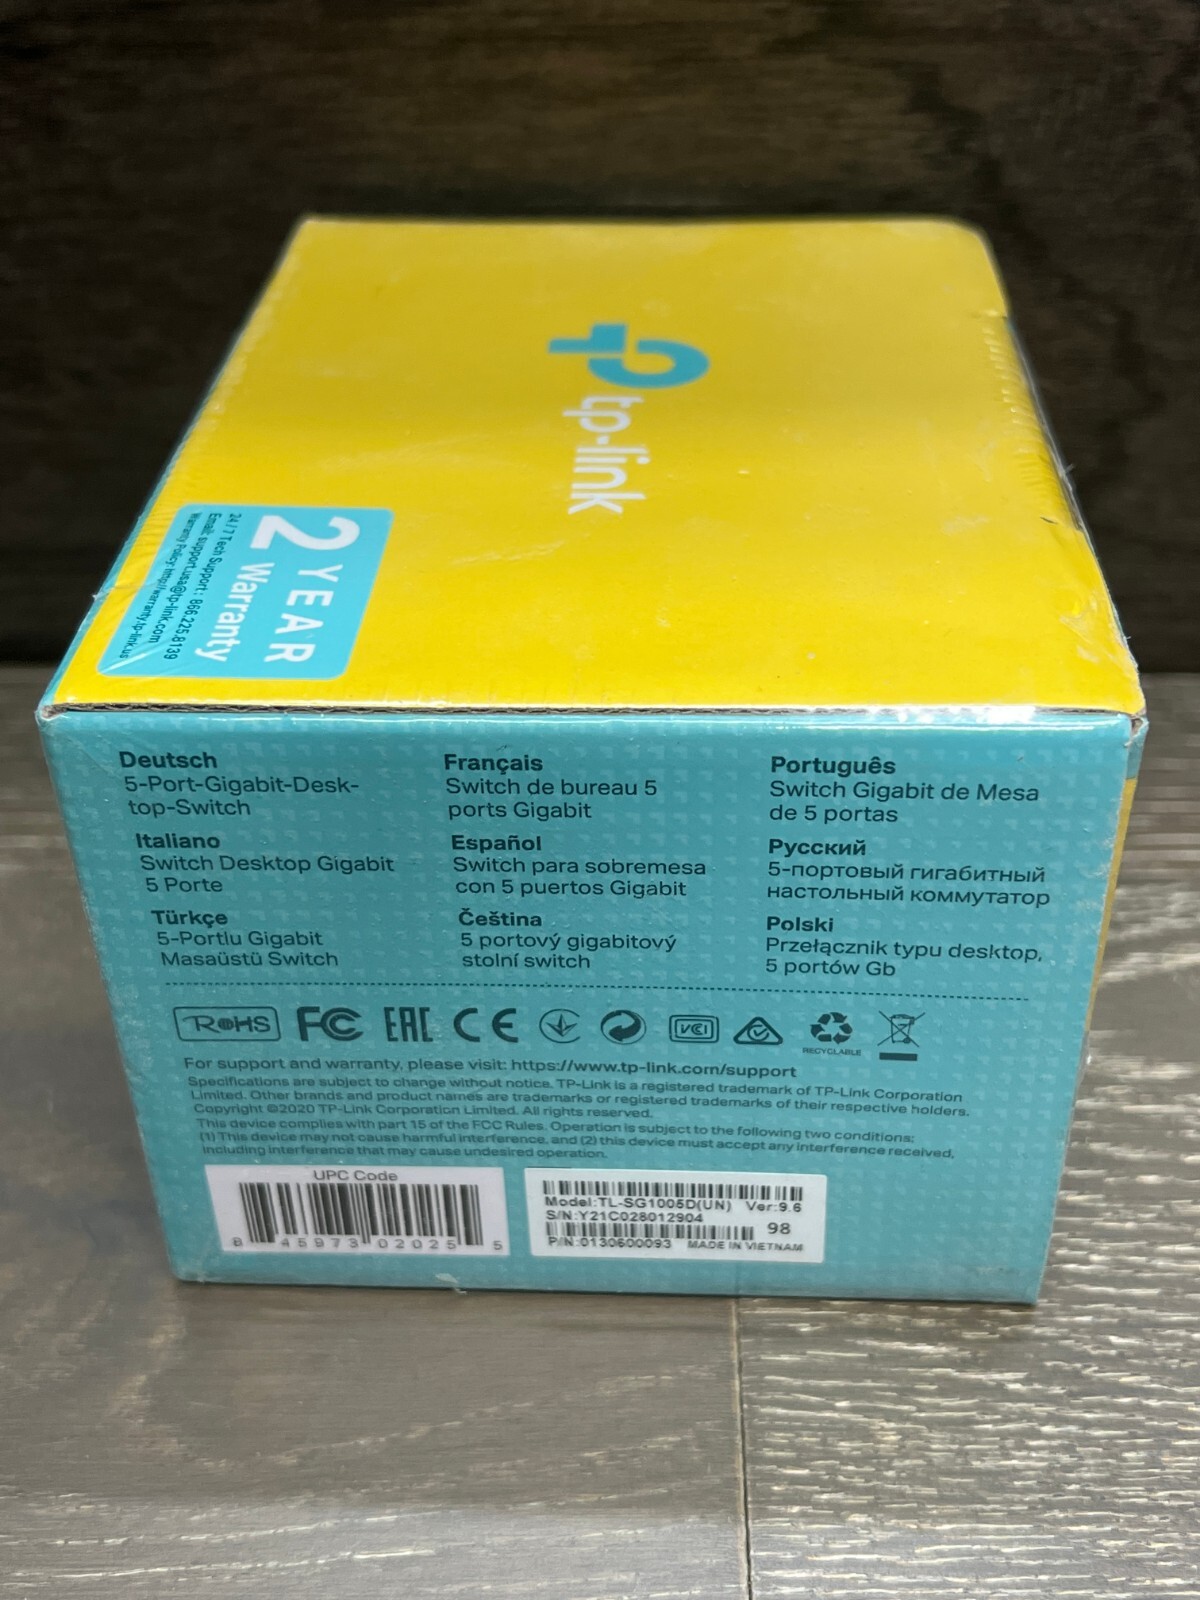 tp-link
2 YEAR
Warranty
24/7 Tech Support: 866.225.8139
Email: support.usa@tp-link.com
Warranty Policy: http://warranty.tp-link.us
Deutsch
5-Port-Gigabit-Desk-
top-Switch
Français
Switch de bureau 5
ports Gigabit
Português
Switch Gigabit de Mesa
de 5 portas
Italiano
Switch Desktop Gigabit
5 Porte
Español
Switch para sobremesa
con 5 puertos Gigabit
Русский
5-портовый гигабитный
настольный коммутатор
Türkçe
5-Portlu Gigabit
Masaüstü Switch
Čeština
5 portový gigabitový
stolní switch
Polski
Przełącznik typu desktop,
5 portów Gb
RoHS FC EAC CE VCCI RECYCLABLE
For support and warranty, please visit: https://www.tp-link.com/support
Specifications are subject to change without notice. TP-Link is a registered trademark of TP-Link Corporation
Limited. Other brands and product names are trademarks or registered trademarks of their respective holders.
Copyright ©2020 TP-Link Corporation Limited. All rights reserved.
This device complies with part 15 of the FCC Rules. Operation is subject to the following two conditions:
(1) This device may not cause harmful interference, and (2) this device must accept any interference received,
including interference that may cause undesired operation.
UPC Code
8 45973 02025 5
Model:TL-SG1005D(UN) Ver:9.6
S/N:Y21C028012904
98
P/N:0130600093 MADE IN VIETNAM